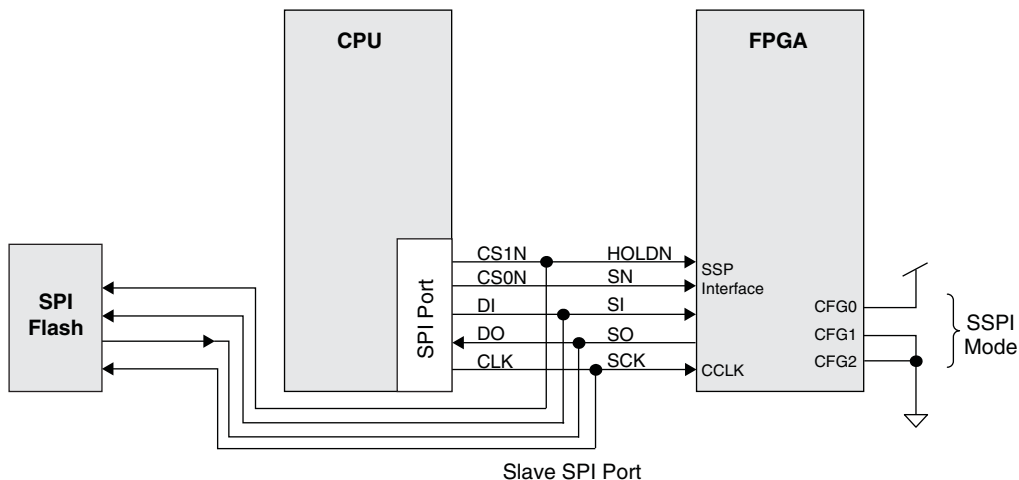 CPU
FPGA
SPI
Flash
SPI Port
CS1N
HOLDN
CS0N
SN
DI
SI
DO
SO
CLK
SCK
SSP
Interface
CCLK
CFG0
CFG1
CFG2
SSPI
Mode
Slave SPI Port